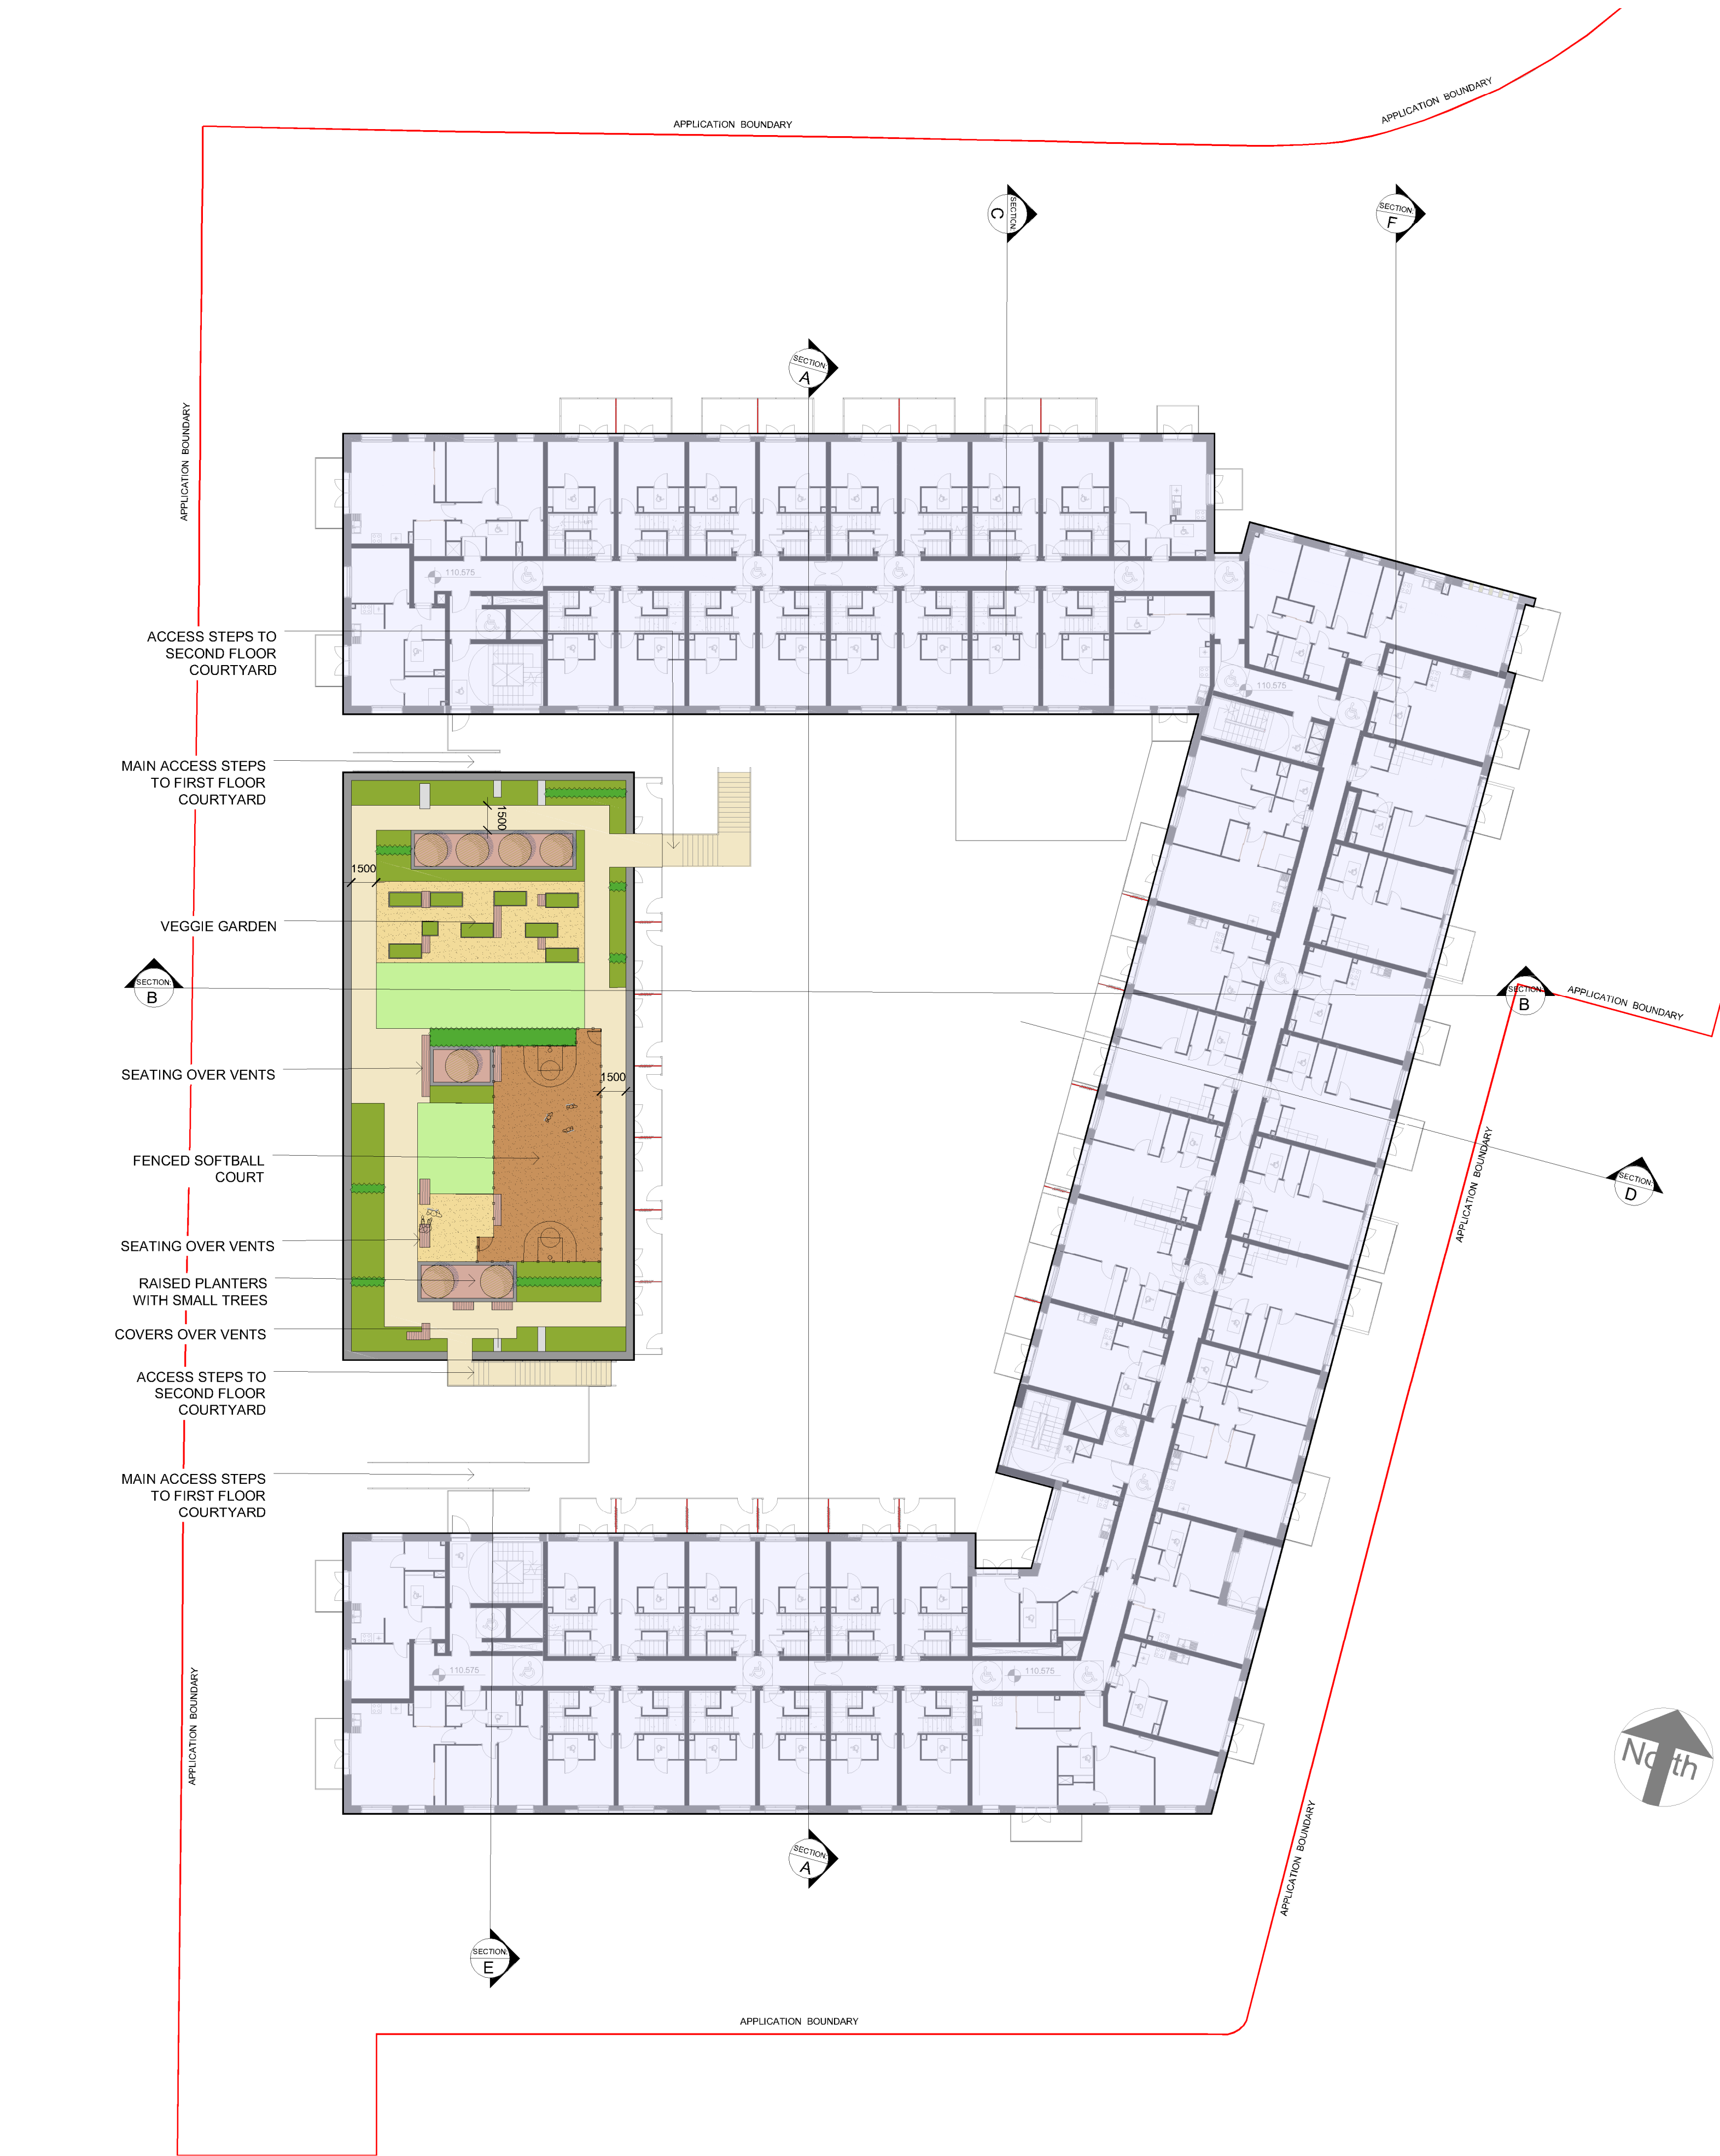 APPLICATION BOUNDARY
APPLICATION BOUNDARY
SECTION:
C
SECTION:
F
SECTION:
A
APPLICATION BOUNDARY
110.575
ACCESS STEPS TO
SECOND FLOOR
COURTYARD
110.575
MAIN ACCESS STEPS
TO FIRST FLOOR
COURTYARD
1500
1500
VEGGIE GARDEN
SECTION:
B
SECTION:
B
APPLICATION BOUNDARY
SEATING OVER VENTS
1500
FENCED SOFTBALL
COURT
APPLICATION BOUNDARY
SECTION:
D
SEATING OVER VENTS
RAISED PLANTERS
WITH SMALL TREES
COVERS OVER VENTS
ACCESS STEPS TO
SECOND FLOOR
COURTYARD
MAIN ACCESS STEPS
TO FIRST FLOOR
COURTYARD
110.575
110.575
APPLICATION BOUNDARY
North
SECTION:
A
APPLICATION BOUNDARY
SECTION:
E
APPLICATION BOUNDARY